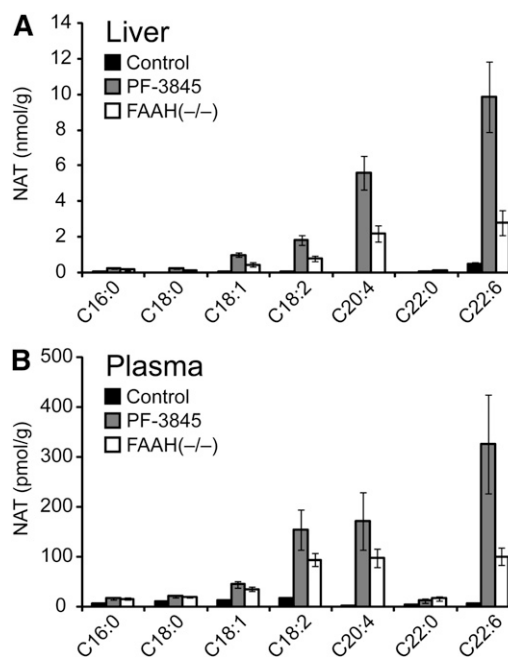 A
Liver
Control
PF-3845
FAAH(–/–)
NAT (nmol/g)
14
12
10
8
6
4
2
0
C16:0 C18:0 C18:1 C18:2 C20:4 C22:0 C22:6
B
Plasma
Control
PF-3845
FAAH(–/–)
NAT (pmol/g)
500
400
300
200
100
0
C16:0 C18:0 C18:1 C18:2 C20:4 C22:0 C22:6